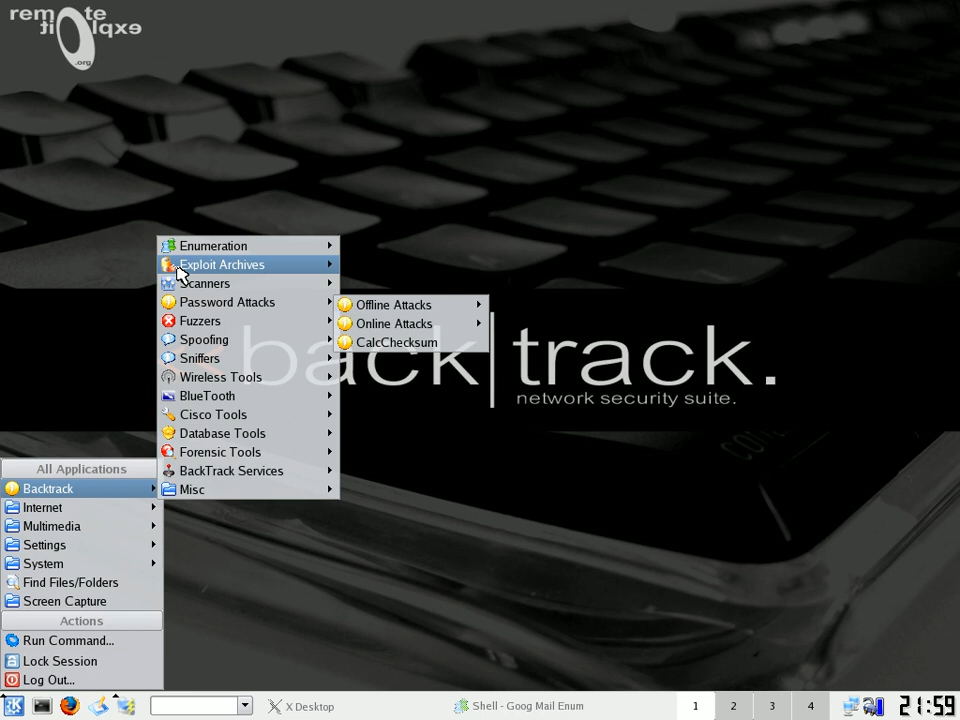 remote
exploit
.org
Enumeration
Exploit Archives
Scanners
Password Attacks
Fuzzers
Spoofing
Sniffers
Wireless Tools
BlueTooth
Cisco Tools
Database Tools
Forensic Tools
BackTrack Services
Misc
Offline Attacks
Online Attacks
CalcChecksum
<back|track.
network security suite.
All Applications
Backtrack
Internet
Multimedia
Settings
System
Find Files/Folders
Screen Capture
Actions
Run Command...
Lock Session
Log Out...
X Desktop
Shell - Goog Mail Enum
1
2
3
4
21:59